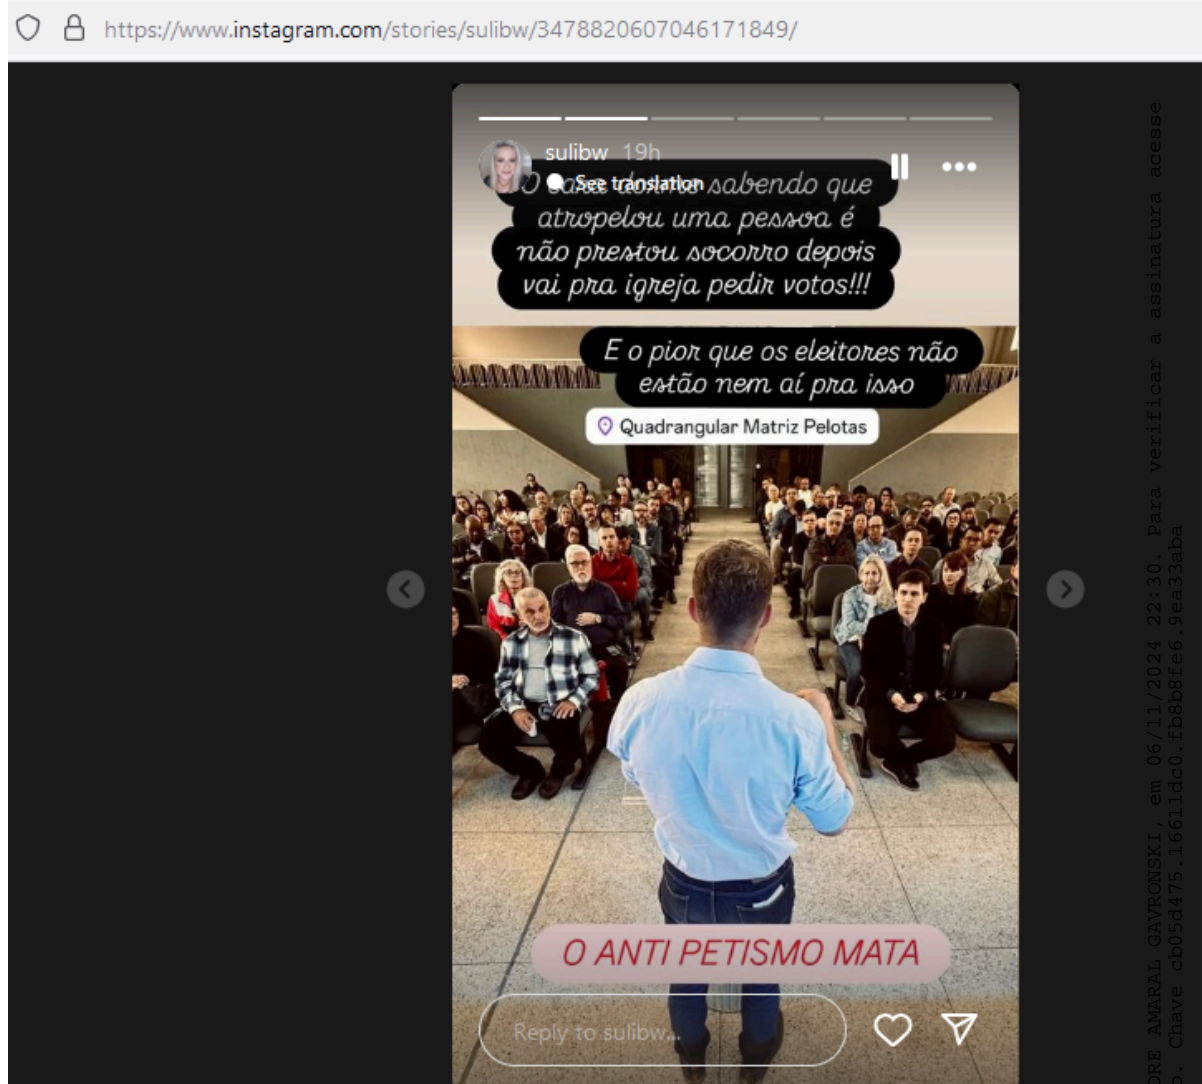 https://www.instagram.com/stories/sulibw/3478820607046171849/
sulibw 19h
See translation
O sabendo que
atropelou uma pessoa é
não prestou socorro depois
vai pra igreja pedir votos!!!
E o pior que os eleitores não
estão nem aí pra isso
Quadrangular Matriz Pelotas
O ANTI PETISMO MATA
Reply to sulibw...
ORE AMARAL GAVRONSKI, em 06/11/2024 22:30. Para verificar a assinatura acesse
o. Chave cb05d475.16611dc0.fb8b8fe6.9ea33aba